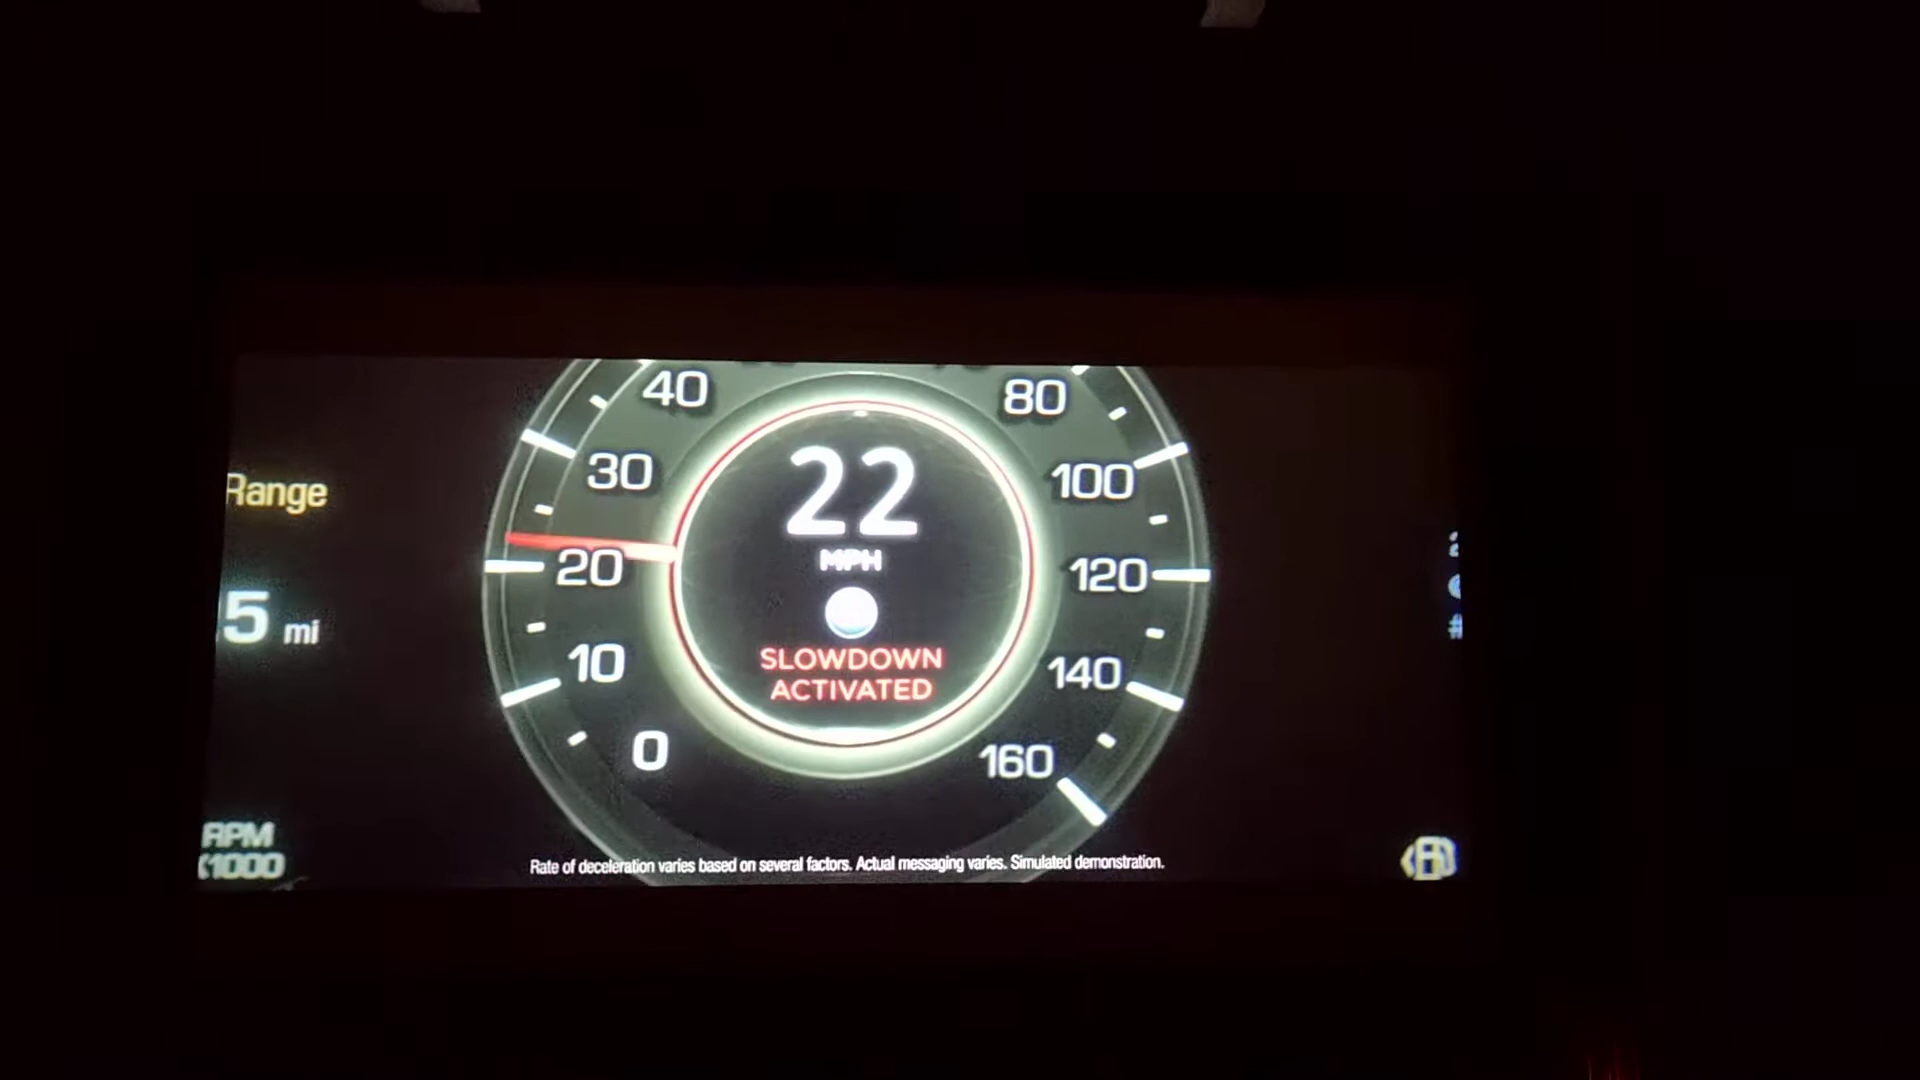 40
80
22
30
100
MPH
Range
20
120
5 mi
SLOWDOWN
ACTIVATED
10
140
0
160
RPM
X1000
Rate of deceleration varies based on several factors. Actual messaging varies. Simulated demonstration.